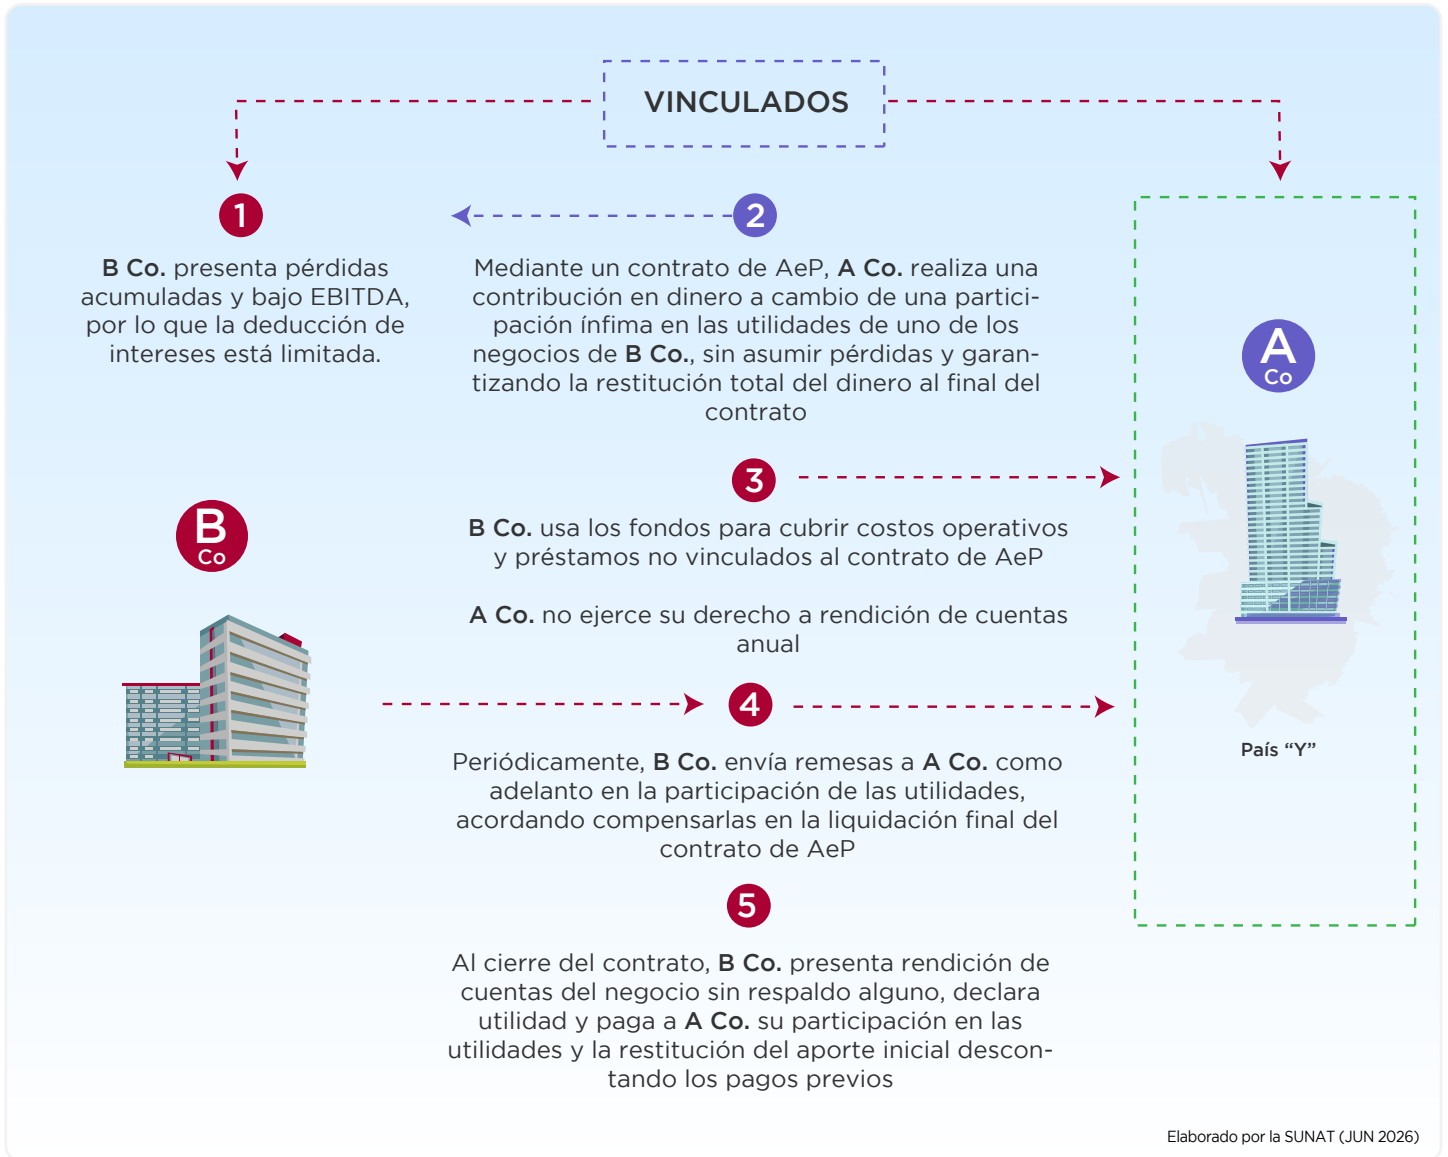 VINCULADOS
1
B Co. presenta pérdidas
acumuladas y bajo EBITDA,
por lo que la deducción de
intereses está limitada.
2
Mediante un contrato de AeP, A Co. realiza una
contribución en dinero a cambio de una partici-
pación ínfima en las utilidades de uno de los
negocios de B Co., sin asumir pérdidas y garan-
tizando la restitución total del dinero al final del
contrato
A
Co
B
Co
3
B Co. usa los fondos para cubrir costos operativos
y préstamos no vinculados al contrato de AeP
A Co. no ejerce su derecho a rendición de cuentas
anual
4
Periódicamente, B Co. envía remesas a A Co. como
adelanto en la participación de las utilidades,
acordando compensarlas en la liquidación final del
contrato de AeP
País “Y”
5
Al cierre del contrato, B Co. presenta rendición de
cuentas del negocio sin respaldo alguno, declara
utilidad y paga a A Co. su participación en las
utilidades y la restitución del aporte inicial descon-
tando los pagos previos
Elaborado por la SUNAT (JUN 2026)